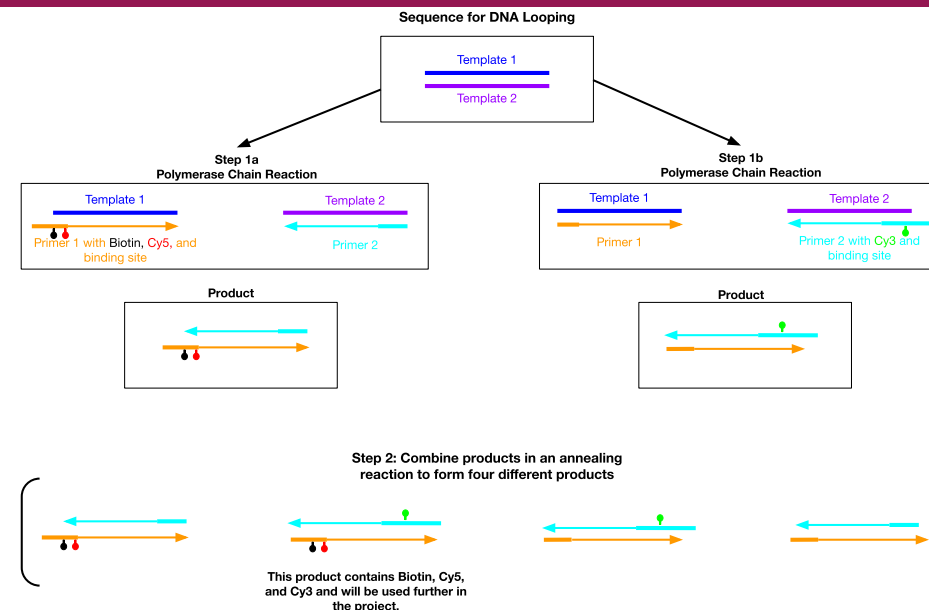 Sequence for DNA Looping
Template 1
Template 2
Step 1a
Polymerase Chain Reaction
Template 1
Template 2
Primer 1 with Biotin, Cy5, and
binding site
Primer 2
Step 1b
Polymerase Chain Reaction
Template 1
Template 2
Primer 1
Primer 2 with Cy3 and
binding site
Product
Product
Step 2: Combine products in an annealing
reaction to form four different products
This product contains Biotin, Cy5,
and Cy3 and will be used further in
the project.